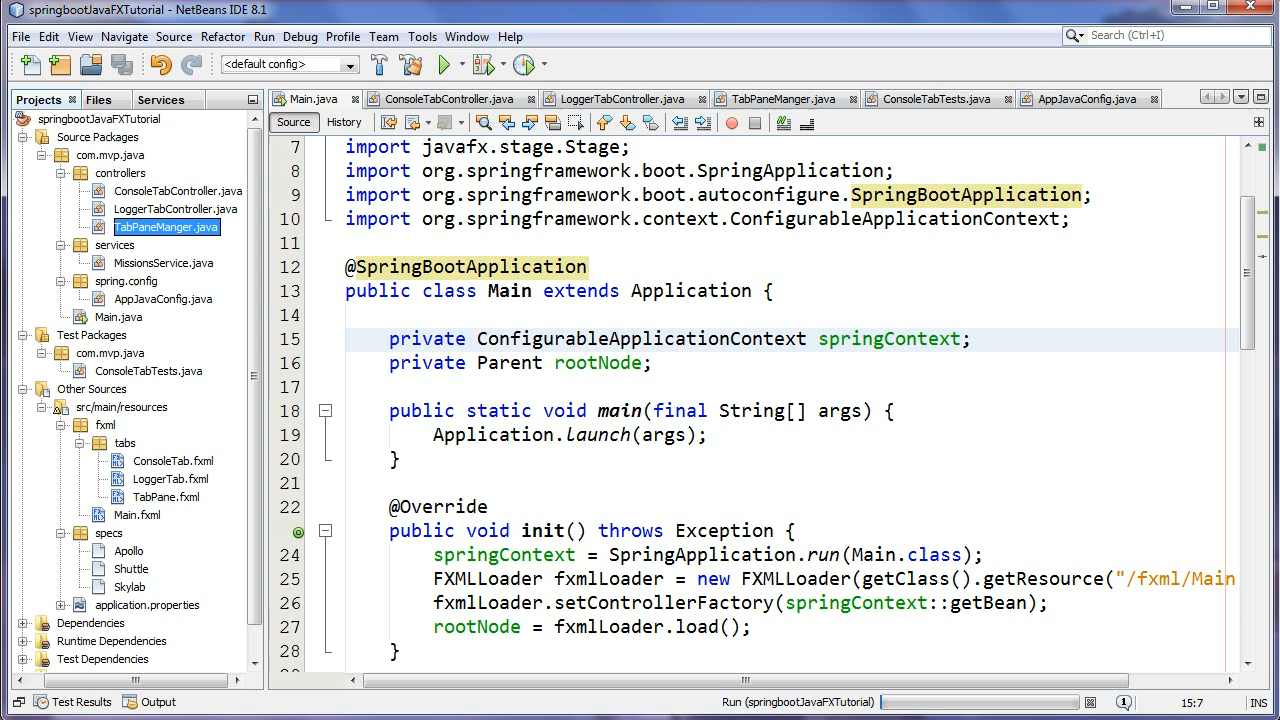 springbootJavaFXTutorial - NetBeans IDE 8.1
File Edit View Navigate Source Refactor Run Debug Profile Team Tools Window Help
Search (Ctrl+I)
<default config>
Projects Files Services
Main.java ConsoleTabController.java LoggerTabController.java TabPaneManger.java ConsoleTabTests.java AppJavaConfig.java
Source History
springbootJavaFXTutorial
Source Packages
com.mvp.java
controllers
ConsoleTabController.java
LoggerTabController.java
TabPaneManger.java
services
MissionsService.java
spring.config
AppJavaConfig.java
Main.java
Test Packages
com.mvp.java
ConsoleTabTests.java
Other Sources
src/main/resources
fxml
tabs
ConsoleTab.fxml
LoggerTab.fxml
TabPane.fxml
Main.fxml
specs
Apollo
Shuttle
Skylab
application.properties
Dependencies
Runtime Dependencies
Test Dependencies
7 import javafx.stage.Stage;
8 import org.springframework.boot.SpringApplication;
9 import org.springframework.boot.autoconfigure.SpringBootApplication;
10 import org.springframework.context.ConfigurableApplicationContext;
11
12 @SpringBootApplication
13 public class Main extends Application {
14
15 private ConfigurableApplicationContext springContext;
16 private Parent rootNode;
17
18 public static void main(final String[] args) {
19 Application.launch(args);
20 }
21
22 @Override
public void init() throws Exception {
24 springContext = SpringApplication.run(Main.class);
25 FXMLLoader fxmlLoader = new FXMLLoader(getClass().getResource("/fxml/Main
26 fxmlLoader.setControllerFactory(springContext::getBean);
27 rootNode = fxmlLoader.load();
28 }
Test Results Output
Run (springbootJavaFXTutorial)
15:7 INS